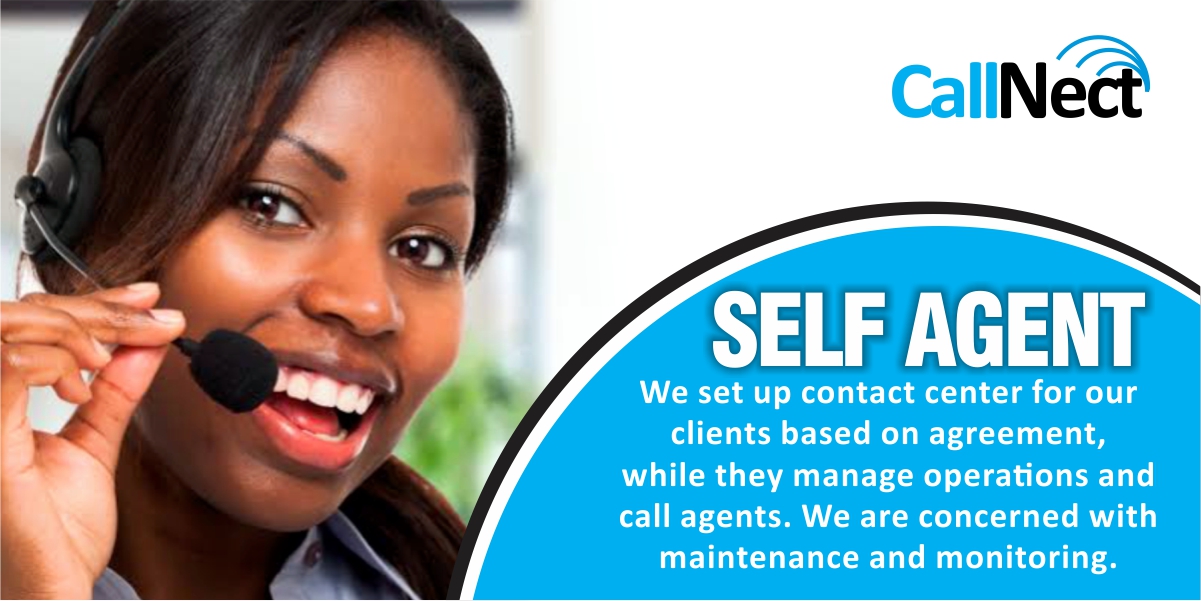 CallNect
SELF AGENT
We set up contact center for our
clients based on agreement,
while they manage operations and
call agents. We are concerned with
maintenance and monitoring.